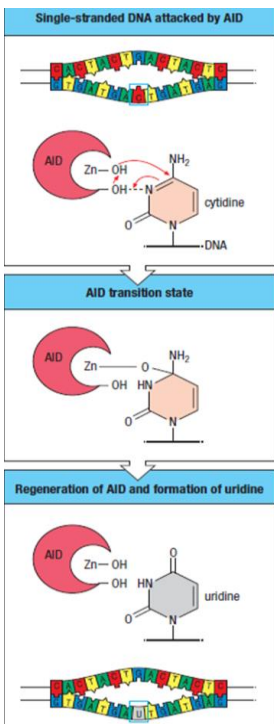 Single-stranded DNA attacked by AID
AID
Zn—OH
OH
NH₂
N
O
N
cytidine
DNA
AID transition state
AID
Zn
O
NH₂
OH
HN
O
N
Regeneration of AID and formation of uridine
AID
Zn—OH
OH
O
HN
O
N
uridine
U